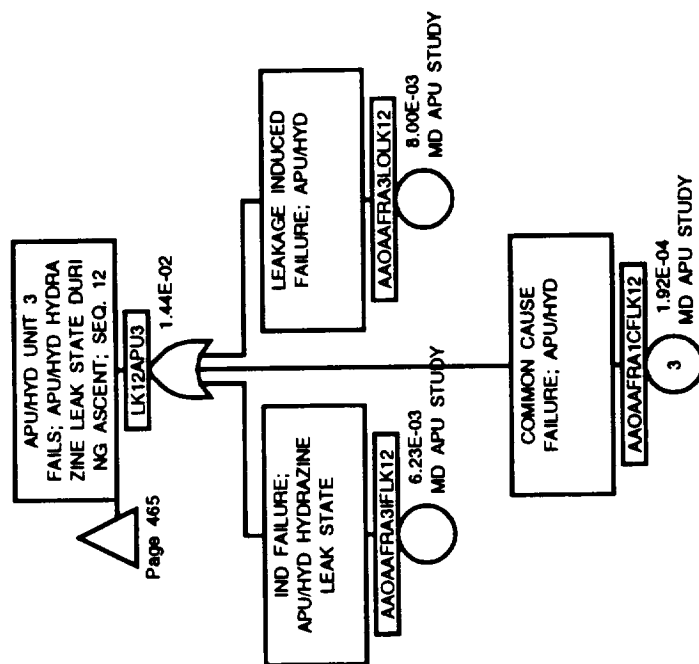 APU/HYD UNIT 3
FAILS; APU/HYD HYDRA
ZINE LEAK STATE DURI
NG ASCENT; SEQ. 12
LK12APU3
1.44E-02
Page 465
IND FAILURE;
APU/HYD HYDRAZINE
LEAK STATE
AAOAAFRA3IFLK12
6.23E-03
MD APU STUDY
LEAKAGE INDUCED
FAILURE; APU/HYD
AAOAAFRA3LOLK12
8.00E-03
MD APU STUDY
COMMON CAUSE
FAILURE; APU/HYD
AAOAAFRA1CFLK12
3
1.92E-04
MD APU STUDY